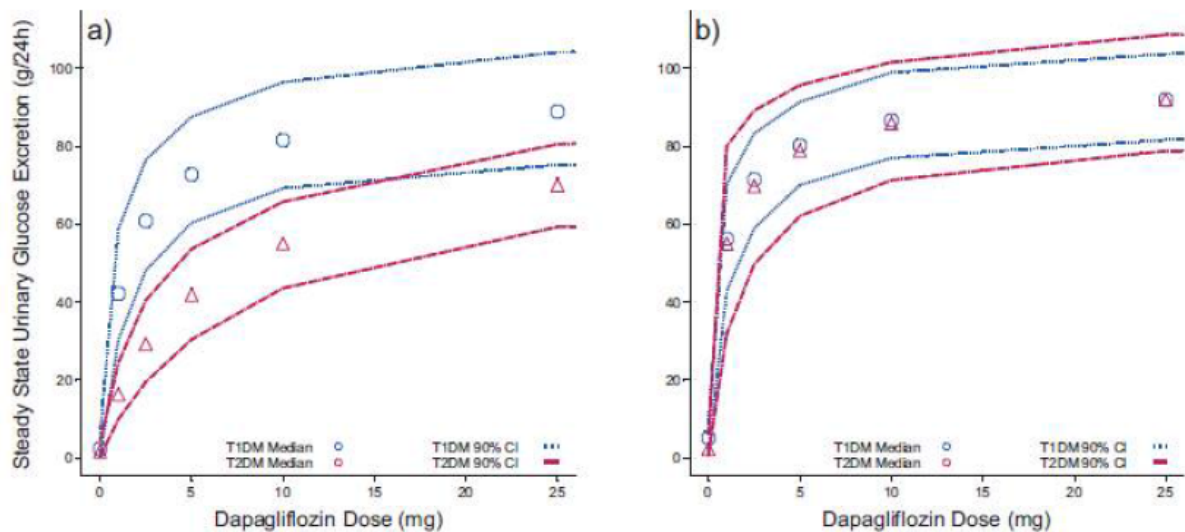 a)
Steady State Urinary Glucose Excretion (g/24h)
100
80
60
40
20
0
T1DM Median
T2DM Median
T1DM 90% CI
T2DM 90% CI
0 5 10 15 20 25
Dapagliflozin Dose (mg)
b)
100
80
60
40
20
0
T1DM Median
T2DM Median
T1DM 90% CI
T2DM 90% CI
0 5 10 15 20 25
Dapagliflozin Dose (mg)